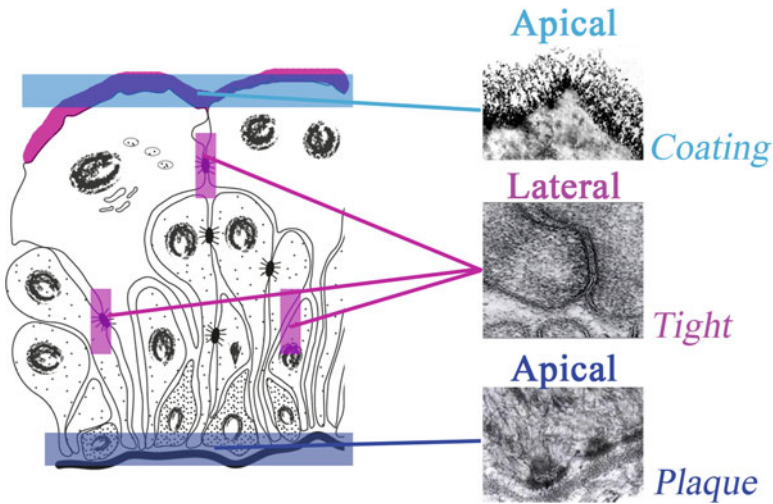 Apical
Coating
Lateral
Tight
Apical
Plaque